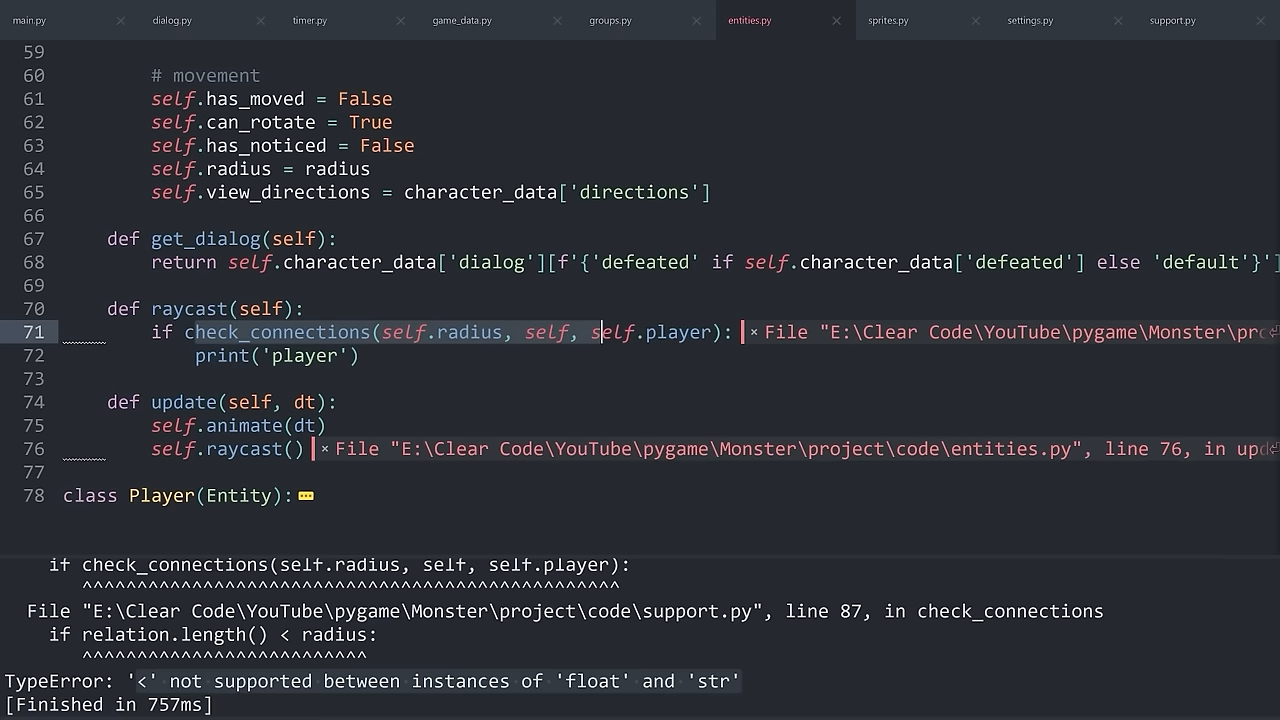 main.py dialog.py timer.py game_data.py groups.py entities.py sprites.py settings.py support.py
59
60 # movement
61 self.has_moved = False
62 self.can_rotate = True
63 self.has_noticed = False
64 self.radius = radius
65 self.view_directions = character_data['directions']
66
67 def get_dialog(self):
68 return self.character_data['dialog'][f'{'defeated' if self.character_data['defeated'] else 'default'}']
69
70 def raycast(self):
71 if check_connections(self.radius, self, self.player): × File "E:\Clear Code\YouTube\pygame\Monster\pro
72 print('player')
73
74 def update(self, dt):
75 self.animate(dt)
76 self.raycast() × File "E:\Clear Code\YouTube\pygame\Monster\project\code\entities.py", line 76, in upd
77
78 class Player(Entity):
if check_connections(self.radius, self, self.player):
^^^^^^^^^^^^^^^^^^^^^^^^^^^^^^^^^^^^^^^^^^^^^^^^^
File "E:\Clear Code\YouTube\pygame\Monster\project\code\support.py", line 87, in check_connections
if relation.length() < radius:
^^^^^^^^^^^^^^^^^^^^^^^^^^
TypeError: '<' not supported between instances of 'float' and 'str'
[Finished in 757ms]